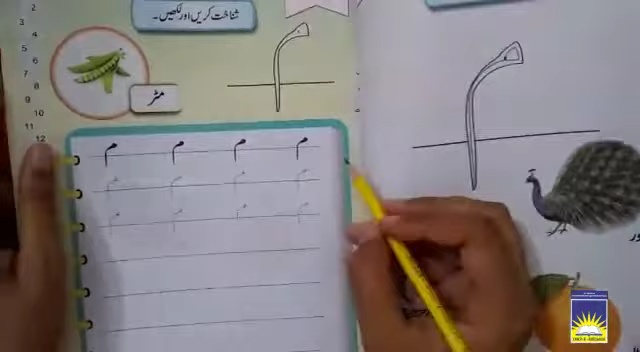 شناخت کریں اور لکھیں۔
مٹر
م
م م م م
م م م م
م م م م
2
3
4
5
6
7
8
9
10
11
12
م